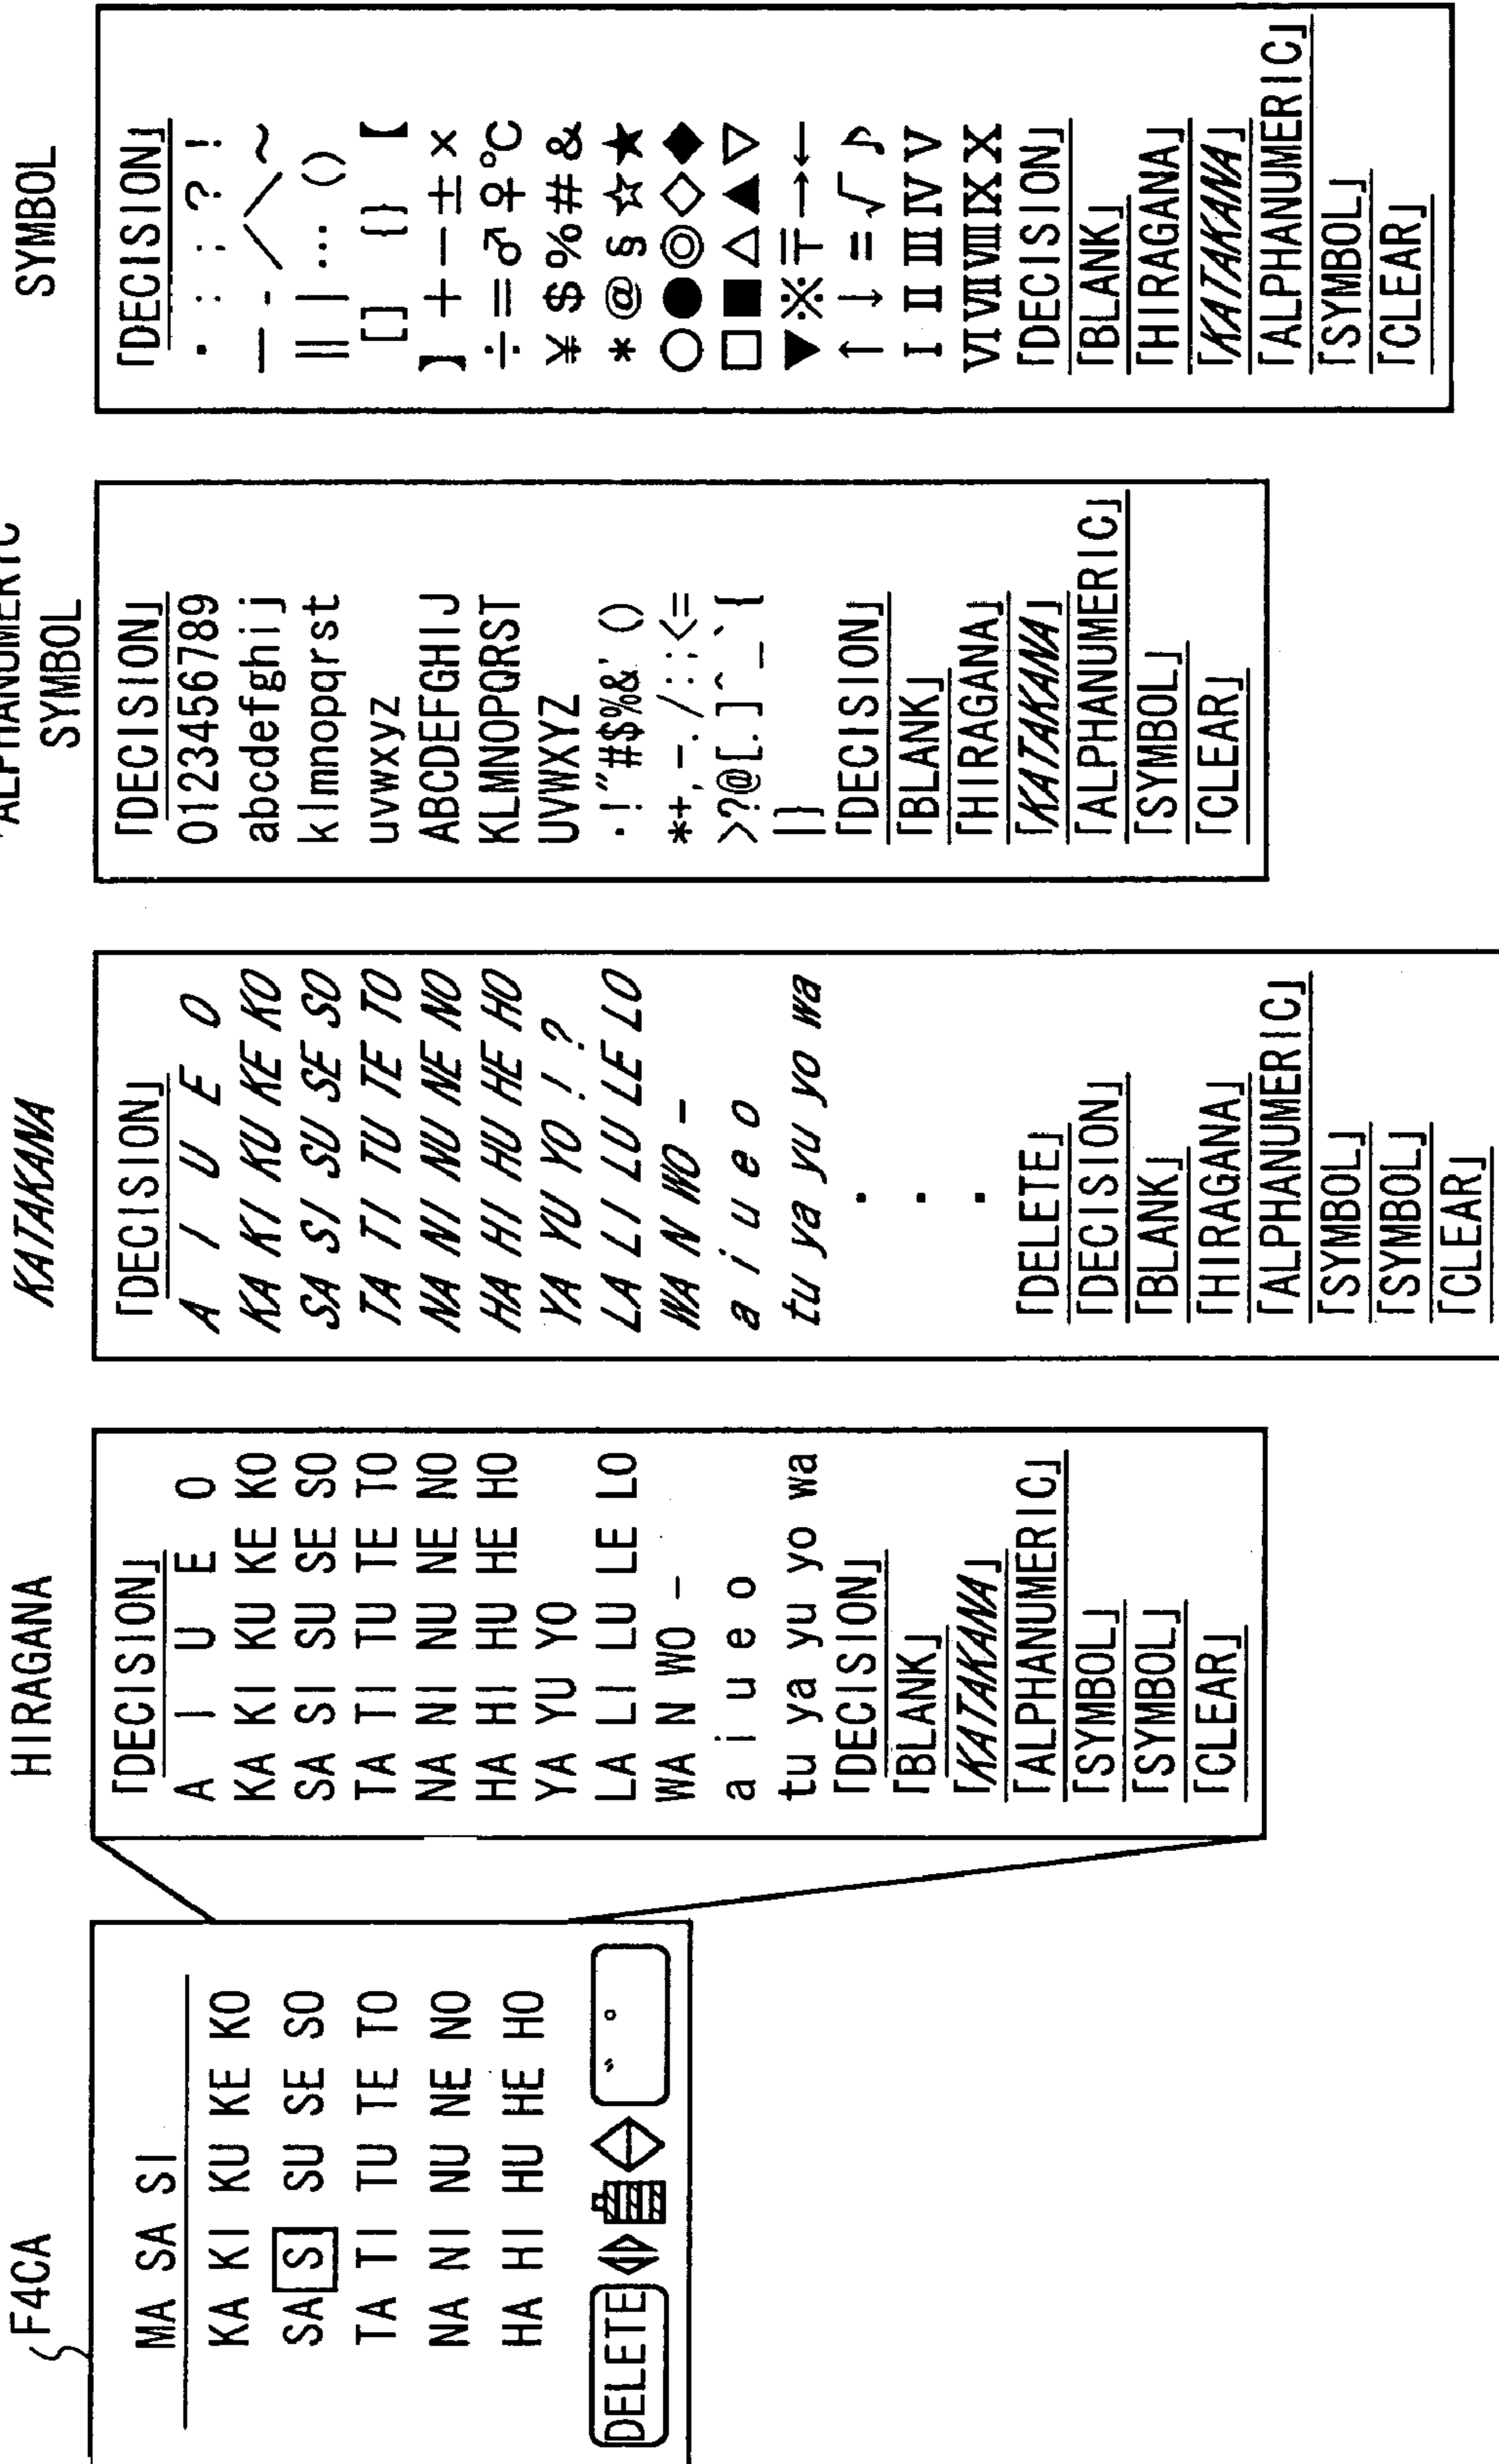 F4CA
MA SA SI
KA KI KU KE KO
SA SI SU SE SO
TA TI TU TE TO
NA NI NU NE NO
HA HI HU HE HO
DELETE ゛ ゜
HIRAGANA
「DECISION」
A I U E O
KA KI KU KE KO
SA SI SU SE SO
TA TI TU TE TO
NA NI NU NE NO
HA HI HU HE HO
YA YU YO
LA LI LU LE LO
WA N WO -
a i u e o
tu ya yu yo wa
「DECISION」
「BLANK」
「KATAKANA」
「ALPHANUMERIC」
「SYMBOL」
「SYMBOL」
「CLEAR」
KATAKANA
「DECISION」
A I U E O
KA KI KU KE KO
SA SI SU SE SO
TA TI TU TE TO
NA NI NU NE NO
HA HI HU HE HO
YA YU YO ! ?
LA LI LU LE LO
WA N WO -
a i u e o
tu ya yu yo wa
・
・
・
「DELETE」
「DECISION」
「BLANK」
「HIRAGANA」
「ALPHANUMERIC」
「SYMBOL」
「SYMBOL」
「CLEAR」
ALPHANUMERIC
SYMBOL
「DECISION」
0123456789
abcdefghij
klmnopqrst
uvwxyz
ABCDEFGHIJ
KLMNOPQRST
UVWXYZ
・!"#$%&' ()
*+,-./::<=
>?@[.]^_`{
|}
「DECISION」
「BLANK」
「HIRAGANA」
「KATAKANA」
「ALPHANUMERIC」
「SYMBOL」
「CLEAR」
SYMBOL
「DECISION」
・ : : ? !
— - ／ ＼ ~
‖ | … ()
[] {} 【
】 + − ± ×
÷ = ♂ ♀ ℃
¥ $ % # &
* @ § ☆ ★
○ ● ◎ ◇ ◆
□ ■ △ ▲ ▽
▼ ※ 〒 → ←
↑ ↓ = √ ♪
I II III IV V
VI VII VIII IX X
「DECISION」
「BLANK」
「HIRAGANA」
「KATAKANA」
「ALPHANUMERIC」
「SYMBOL」
「CLEAR」